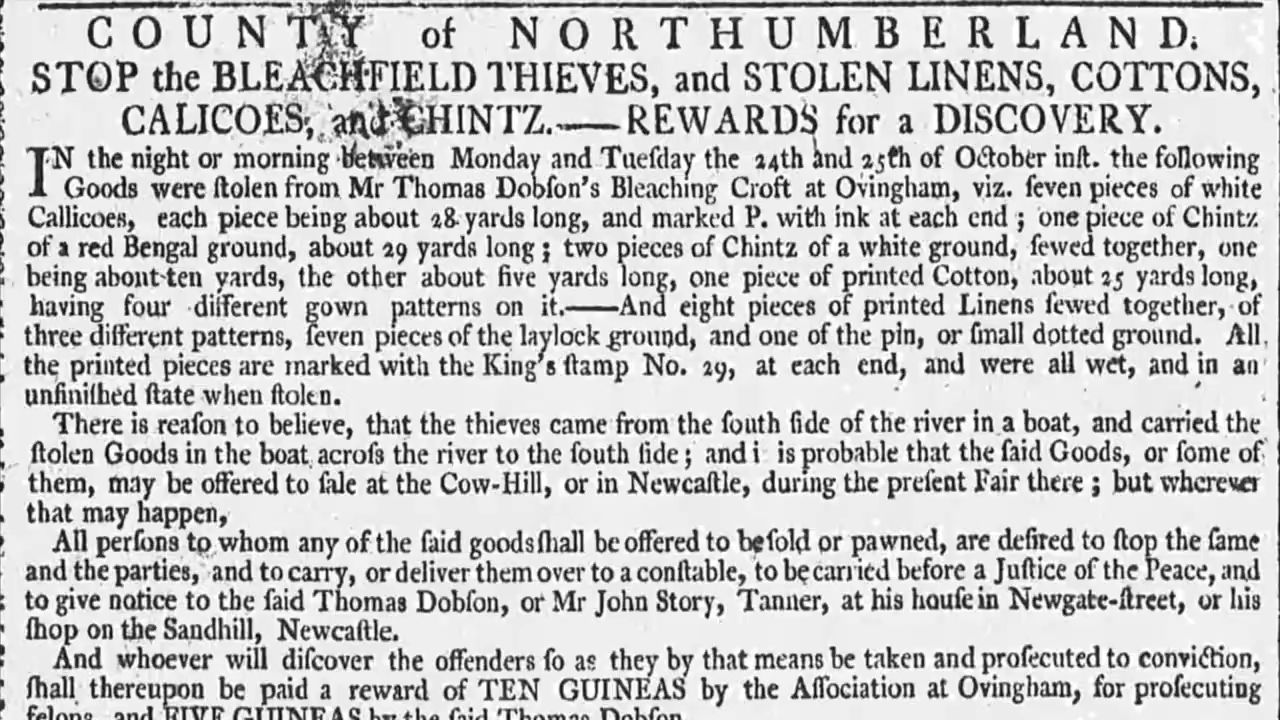 COUNTY of NORTHUMBERLAND.
STOP the BLEACHFIELD THIEVES, and STOLEN LINENS, COTTONS,
CALICOES, and CHINTZ.——REWARDS for a DISCOVERY.
IN the night or morning between Monday and Tueſday the 24th and 25th of October inſt. the following
Goods were ſtolen from Mr Thomas Dobſon's Bleaching Croft at Ovingham, viz. ſeven pieces of white
Callicoes, each piece being about 28 yards long, and marked P. with ink at each end ; one piece of Chintz
of a red Bengal ground, about 29 yards long ; two pieces of Chintz of a white ground, ſewed together, one
being about ten yards, the other about five yards long, one piece of printed Cotton, about 25 yards long,
having four different gown patterns on it.——And eight pieces of printed Linens ſewed together, of
three different patterns, ſeven pieces of the laylock ground, and one of the pin, or ſmall dotted ground. All
the printed pieces are marked with the King's ſtamp No. 29, at each end, and were all wet, and in an
unfiniſhed ſtate when ſtolen.
There is reaſon to believe, that the thieves came from the ſouth ſide of the river in a boat, and carried the
ſtolen Goods in the boat acroſs the river to the ſouth ſide ; and i is probable that the ſaid Goods, or ſome of
them, may be offered to ſale at the Cow-Hill, or in Newcaſtle, during the preſent Fair there ; but wherever
that may happen,
All perſons to whom any of the ſaid goods ſhall be offered to be ſold or pawned, are deſired to ſtop the ſame
and the parties, and to carry, or deliver them over to a conſtable, to be carried before a Juſtice of the Peace, and
to give notice to the ſaid Thomas Dobſon, or Mr John Story, Tanner, at his houſe in Newgate-ſtreet, or his
ſhop on the Sandhill, Newcaſtle.
And whoever will diſcover the offenders ſo as they by that means be taken and proſecuted to conviction,
ſhall thereupon be paid a reward of TEN GUINEAS by the Aſſociation at Ovingham, for proſecuting
felons, and FIVE GUINEAS by the ſaid Thomas Dobſon.